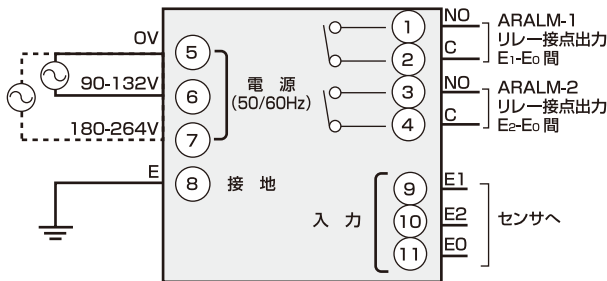 0V
90-132V
180-264V
E
5
6
7
8
電 源
(50/60Hz)
接 地
1
2
3
4
NO
C
NO
C
ARALM-1
リレー接点出力
E1-E0 間
ARALM-2
リレー接点出力
E2-E0 間
入 力
9
10
11
E1
E2
E0
センサへ